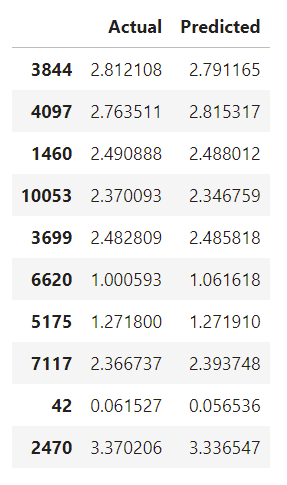 Actual Predicted
3844 2.812108 2.791165
4097 2.763511 2.815317
1460 2.490888 2.488012
10053 2.370093 2.346759
3699 2.482809 2.485818
6620 1.000593 1.061618
5175 1.271800 1.271910
7117 2.366737 2.393748
42 0.061527 0.056536
2470 3.370206 3.336547